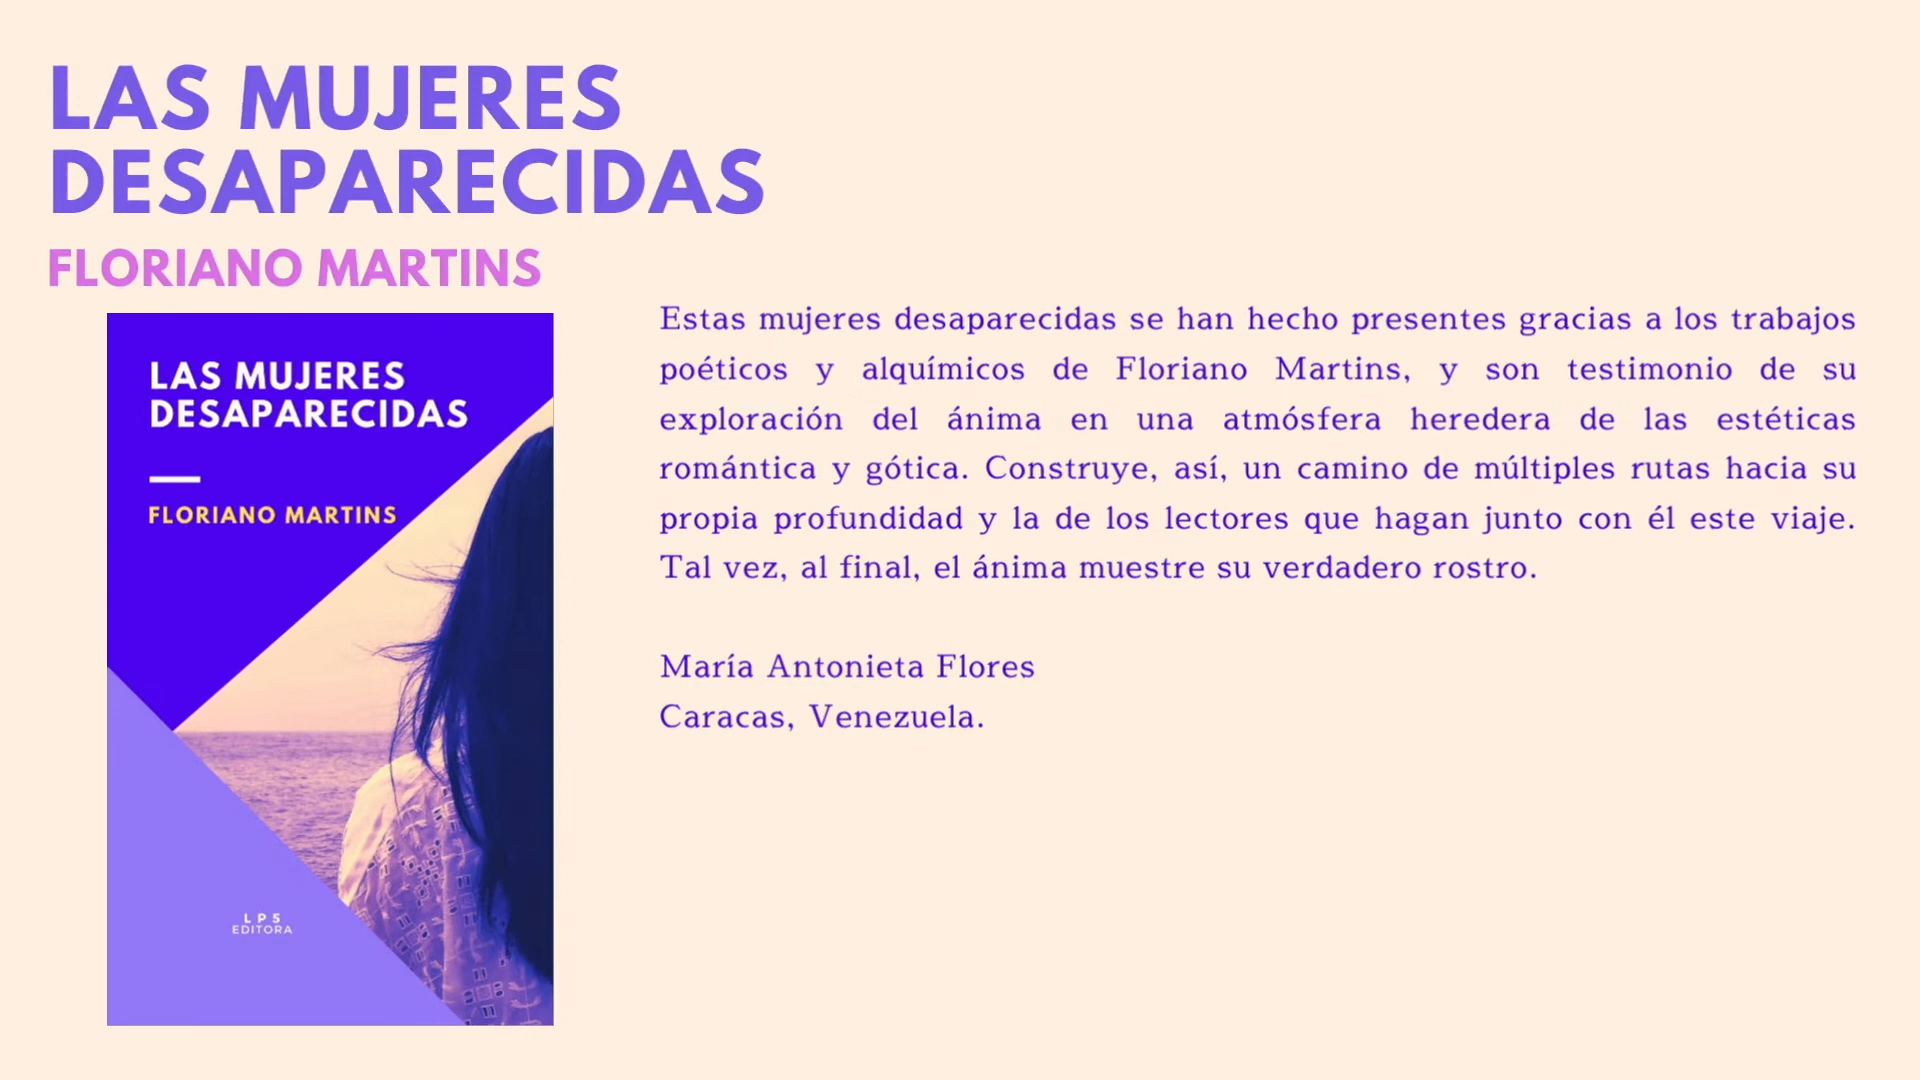 LAS MUJERES
DESAPARECIDAS
FLORIANO MARTINS
LAS MUJERES
DESAPARECIDAS
FLORIANO MARTINS
LP5
EDITORA
Estas mujeres desaparecidas se han hecho presentes gracias a los trabajos
poéticos y alquímicos de Floriano Martins, y son testimonio de su
exploración del ánima en una atmósfera heredera de las estéticas
romántica y gótica. Construye, así, un camino de múltiples rutas hacia su
propia profundidad y la de los lectores que hagan junto con él este viaje.
Tal vez, al final, el ánima muestre su verdadero rostro.
María Antonieta Flores
Caracas, Venezuela.